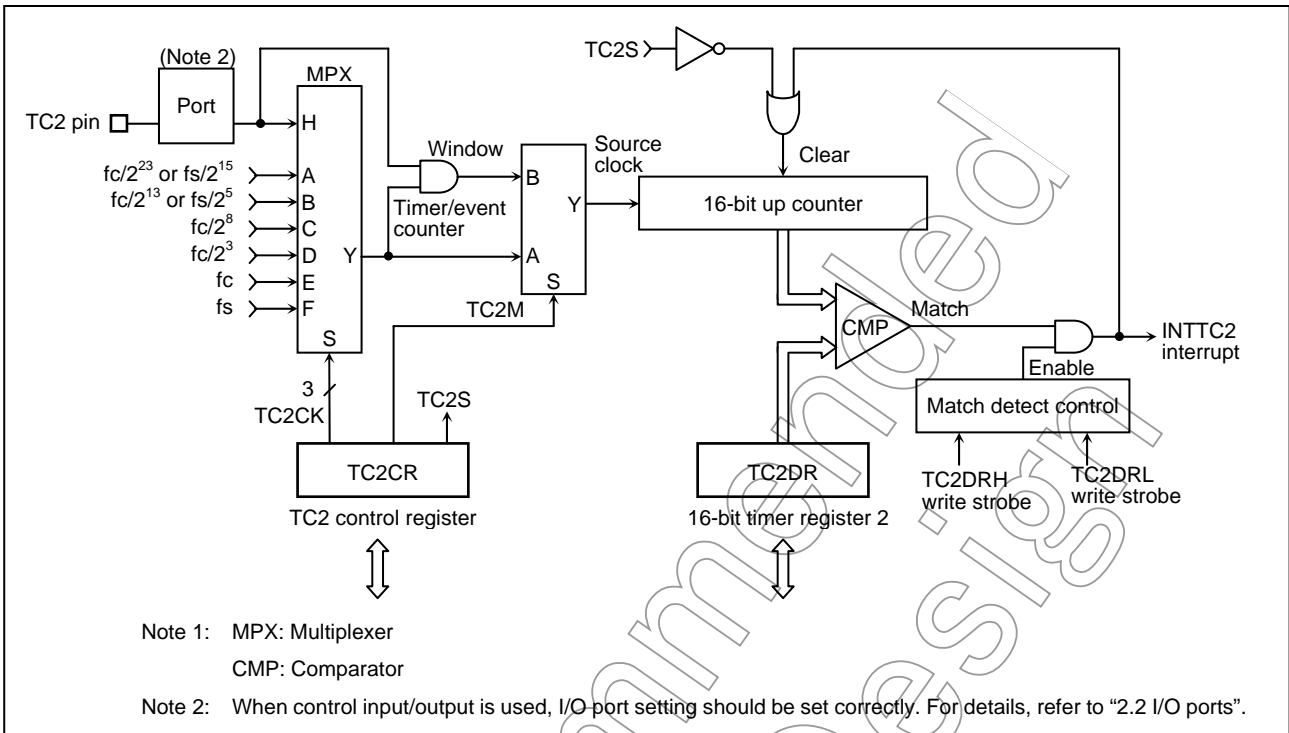 (Note 2)
Port
TC2 pin
MPX
H
fc/2^23 or fs/2^15
A
fc/2^13 or fs/2^5
B
fc/2^8
C
fc/2^3
D
fc
E
fs
F
Y
S
3
TC2CK
Window
Timer/event
counter
B
Y
A
S
TC2M
TC2S
Source
clock
Clear
16-bit up counter
CMP
Match
Enable
INTTC2
interrupt
Match detect control
TC2DRH
write strobe
TC2DRL
write strobe
TC2S
TC2CR
TC2 control register
TC2DR
16-bit timer register 2
Note 1: MPX: Multiplexer
CMP: Comparator
Note 2: When control input/output is used, I/O port setting should be set correctly. For details, refer to “2.2 I/O ports”.
mmended
Design